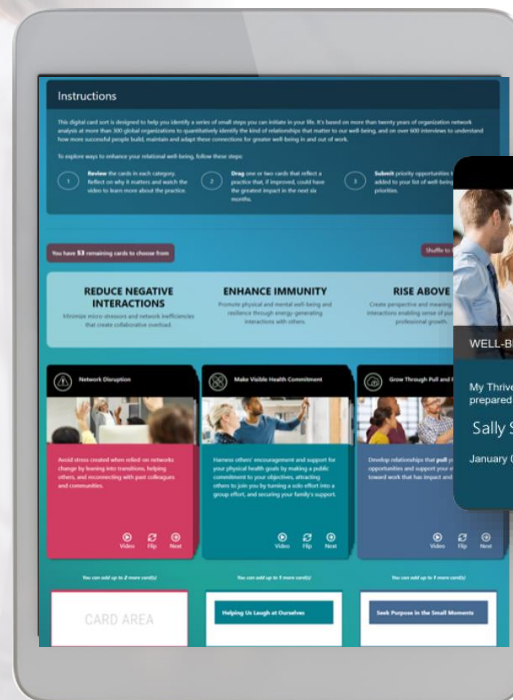 Instructions
This digital card sort is designed to help you identify a series of small steps you can initiate in your life. It's based on more than twenty years of organization network
analysis at more than 300 global organizations to quantitatively identify the kind of relationships that matter to our well-being, and on over 600 interviews to understand
how more successful people build, maintain and adapt these connections for greater well-being in and out of work.
To explore ways to enhance your relational well being, follow these steps:
1
Review the cards in each category.
Reflect on why it matters and watch the
video to learn more about the practice.
2
Drag one or two cards that reflect a
practice that, if improved, could have
the greatest impact in the next six
months.
3
Submit priority opportunities
added to your list of well-being
priorities.
You have 53 remaining cards to choose from
Shuffle
REDUCE NEGATIVE
INTERACTIONS
Minimize micro stressors and network inefficiencies
that create collaborative overload.
ENHANCE IMMUNITY
Promote physical and mental well-being and
resilience through energy-generating
interactions with others.
RISE ABOVE
Create perspective and meaning
interactions enabling sense of
professional growth.
Network Disruption
Avoid stress created when relied-on networks
change by leaning into transitions, helping
others, and reconnecting with past colleagues
and communities.
Video Flip Next
Make Visible Health Commitment
Harness others' encouragement and support for
your physical health goals by making a public
commitment to your objectives, attracting
others to join you by turning a solo effort into a
group effort, and securing your family's support.
Video Flip Next
Grow Through Pull and
Develop relationships that pull
opportunities and support your
toward work that has impact and
Video Flip Next
WELL-B
My Thrive
prepared
Sally S
January
You can add up to 2 more card(s)
You can add up to 1 more card(s)
You can add up to 1 more card(s)
CARD AREA
Helping Us Laugh at Ourselves
Seek Purpose in the Small Moments